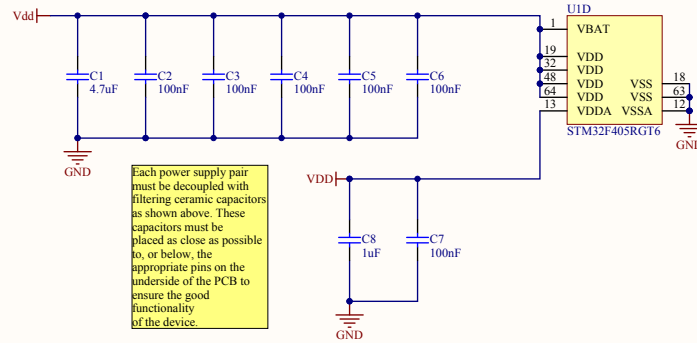 Vdd
C1
4.7uF
C2
100nF
C3
100nF
C4
100nF
C5
100nF
C6
100nF
GND
U1D
1
VBAT
19
VDD
32
VDD
48
VDD
64
VDD
13
VDDA
VSS
18
VSS
63
VSSA
12
STM32F405RGT6
GND
Each power supply pair
must be decoupled with
filtering ceramic capacitors
as shown above. These
capacitors must be
placed as close as possible
to, or below, the
appropriate pins on the
underside of the PCB to
ensure the good
functionality
of the device.
VDD
C8
1uF
C7
100nF
GND